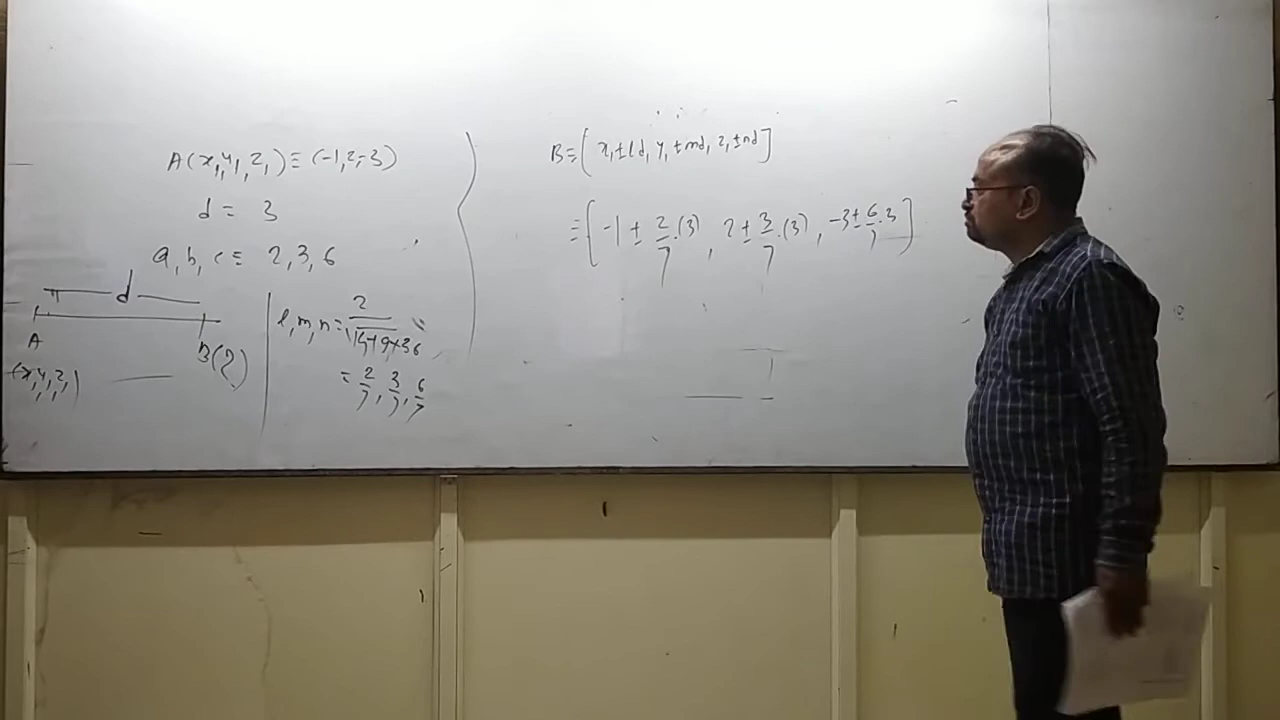 A(x₁,y₁,z₁) ≡ (-1,2,-3)
d = 3
a, b, c ≡ 2, 3, 6
d
A
B(?)
(x₁,y₁,z₁)
l, m, n = 2/√(4+9+36)
= 2/7, 3/7, 6/7
B ≡ [x₁±ld, y₁±md, z₁±nd]
≡ [-1 ± 2/7.(3), 2 ± 3/7.(3), -3 ± 6/7.3]